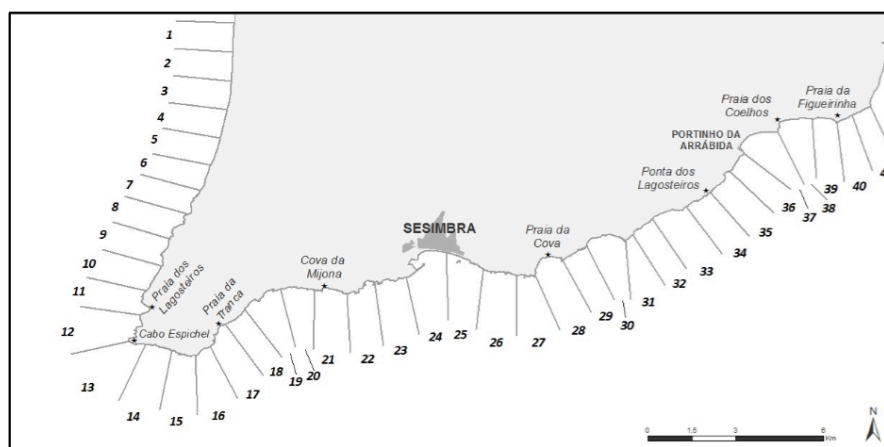 1
2
3
4
5
6
7
8
9
10
11
12
13
14
15
16
17
18
19
20
21
22
23
24
25
26
27
28
29
30
31
32
33
34
35
36
37
38
39
40
Praia dos
Lagosteiros
Cabo Espichel
Praia da
Tranca
Cova da
Mijona
SESIMBRA
Praia da
Cova
Ponta dos
Lagosteiros
PORTINHO DA
ARRÁBIDA
Praia dos
Coelhos
Praia da
Figueirinha
N
0 1,5 3 6
Km